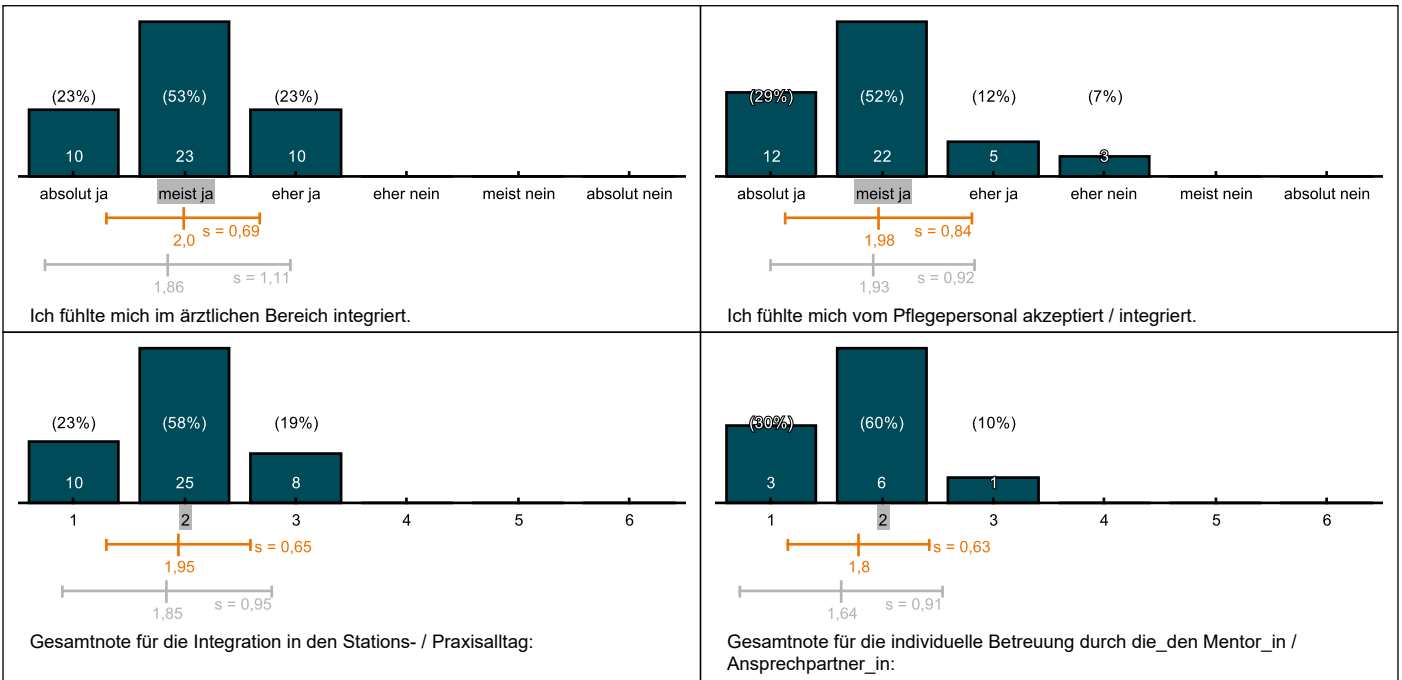 (23%) (53%) (23%)
10 23 10
absolut ja meist ja eher ja eher nein meist nein absolut nein
s = 0,69
2,0
s = 1,11
1,86
Ich fühlte mich im ärztlichen Bereich integriert.
(29%) (52%) (12%) (7%)
12 22 5 3
absolut ja meist ja eher ja eher nein meist nein absolut nein
s = 0,84
1,98
s = 0,92
1,93
Ich fühlte mich vom Pflegepersonal akzeptiert / integriert.
(23%) (58%) (19%)
10 25 8
1 2 3 4 5 6
s = 0,65
1,95
s = 0,95
1,85
Gesamtnote für die Integration in den Stations- / Praxisalltag:
(30%) (60%) (10%)
3 6 1
1 2 3 4 5 6
s = 0,63
1,8
s = 0,91
1,64
Gesamtnote für die individuelle Betreuung durch die_den Mentor_in /
Ansprechpartner_in: